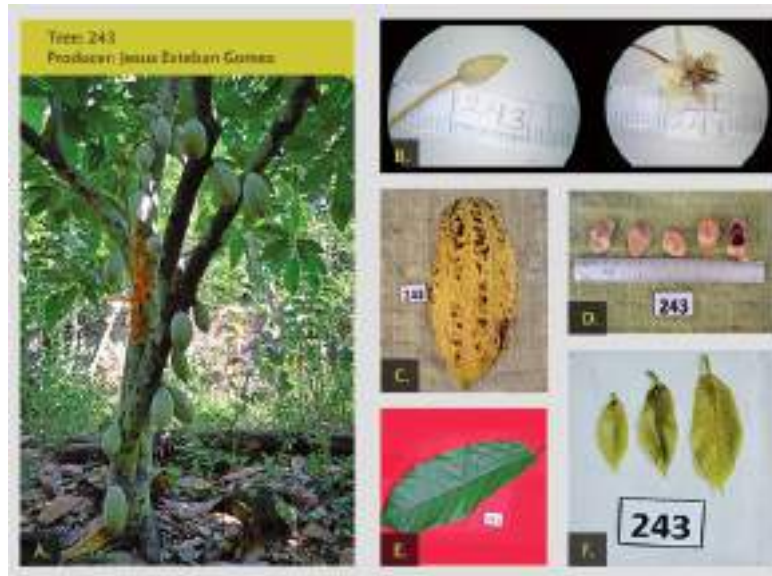 Tree: 243
Producer: Jesus Esteban Gomez
A.
243
B.
C.
243
D.
E.
243
F.